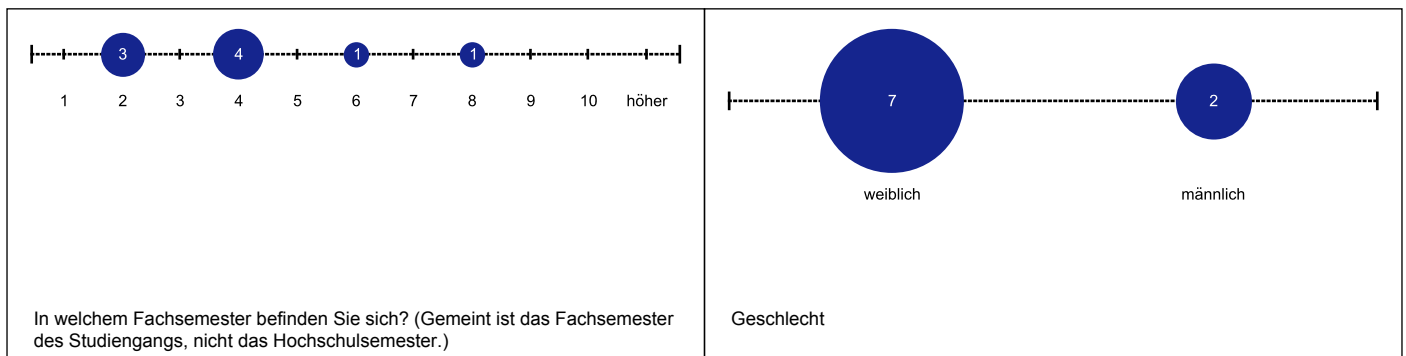 3 4 1 1
1 2 3 4 5 6 7 8 9 10 höher
In welchem Fachsemester befinden Sie sich? (Gemeint ist das Fachsemester
des Studiengangs, nicht das Hochschulsemester.)
7 2
weiblich männlich
Geschlecht